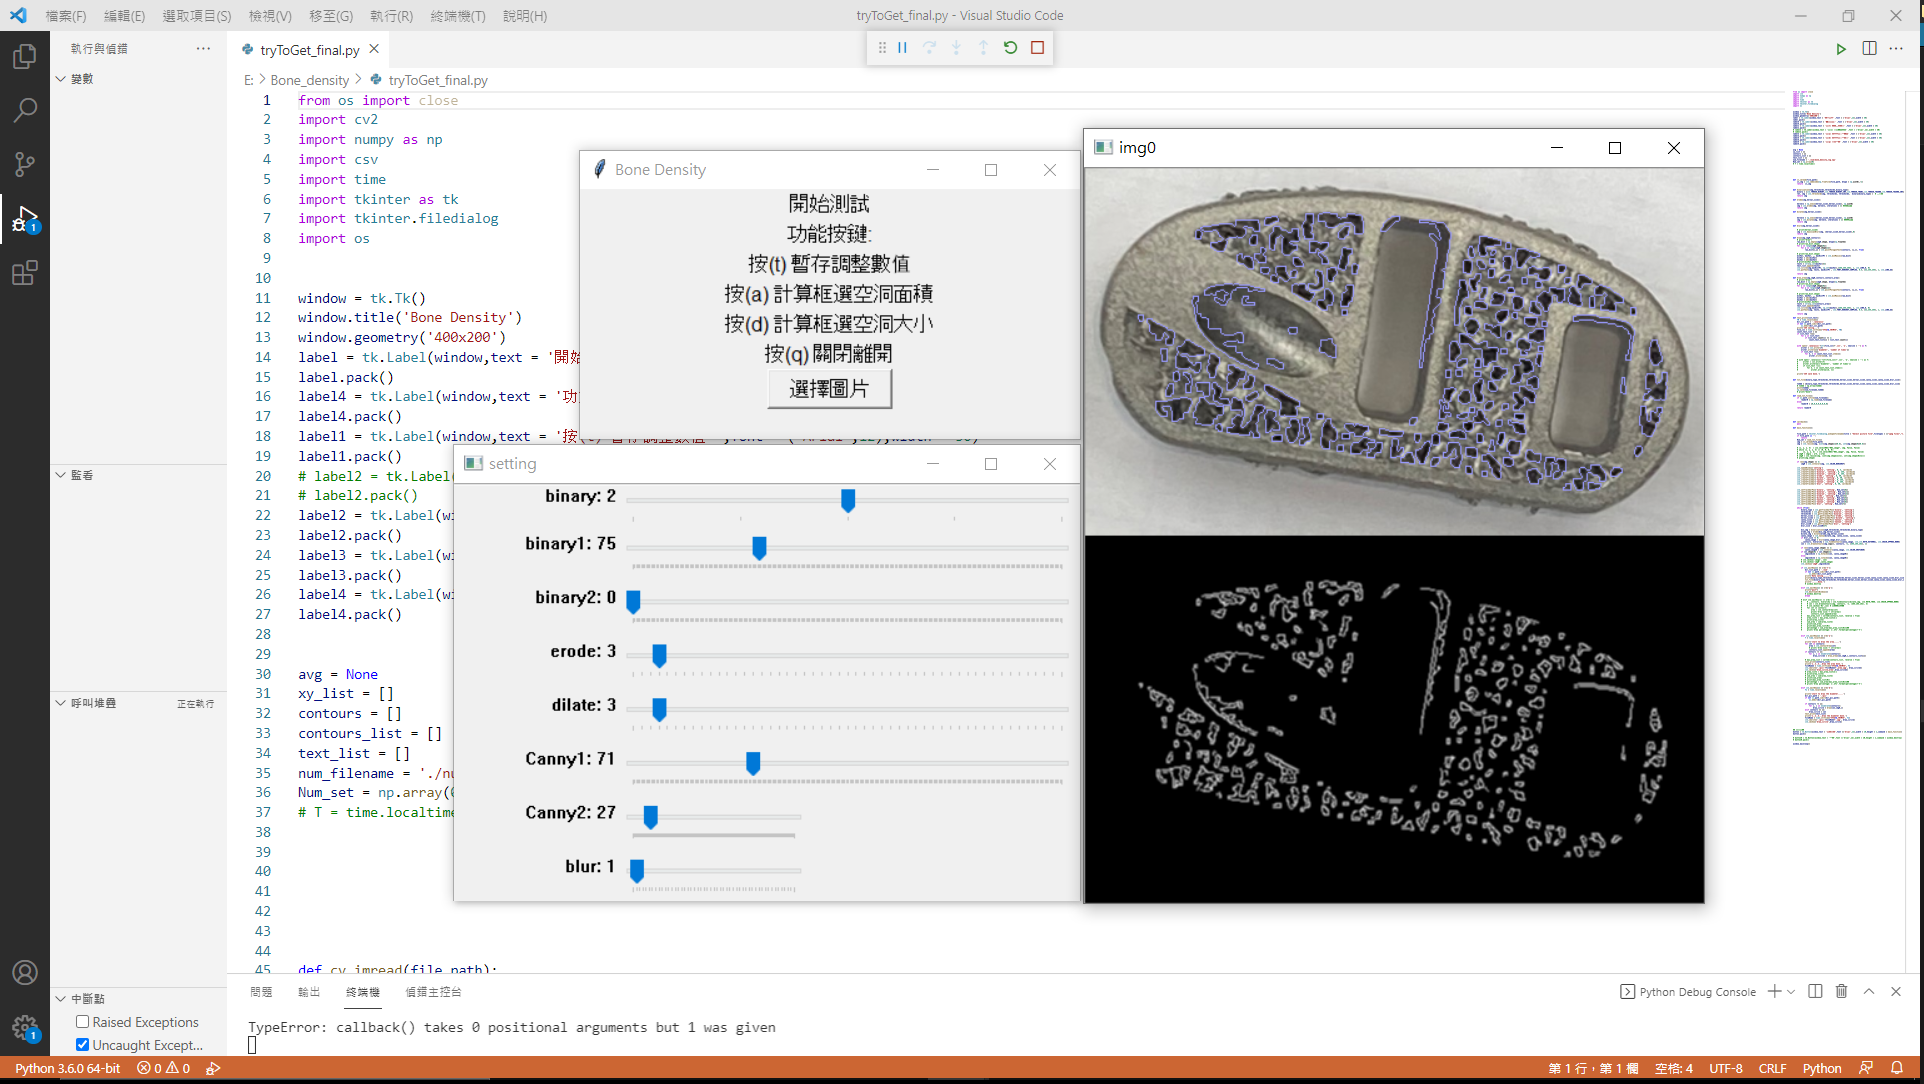 檔案(F) 編輯(E) 選取項目(S) 檢視(V) 移至(G) 執行(R) 終端機(T) 說明(H)
tryToGet_final.py - Visual Studio Code
執行與偵錯
tryToGet_final.py
變數
E: > Bone_density > tryToGet_final.py
1 from os import close
2 import cv2
3 import numpy as np
4 import csv
5 import time
6 import tkinter as tk
7 import tkinter.filedialog
8 import os
9
10
11 window = tk.Tk()
12 window.title('Bone Density')
13 window.geometry('400x200')
14 label = tk.Label(window,text = '開始
15 label.pack()
16 label4 = tk.Label(window,text = '功
17 label4.pack()
18 label1 = tk.Label(window,text = '按
19 label1.pack()
20 # label2 = tk.Label(
21 # label2.pack()
22 label2 = tk.Label(wi
23 label2.pack()
24 label3 = tk.Label(wi
25 label3.pack()
26 label4 = tk.Label(wi
27 label4.pack()
28
29
30 avg = None
31 xy_list = []
32 contours = []
33 contours_list = []
34 text_list = []
35 num_filename = './nu
36 Num_set = np.array(
37 # T = time.localtime
38
39
40
41
42
43
44
45 def cv_imread(file_path):
Bone Density
開始測試
功能按鍵:
按(t) 暫存調整數值
按(a) 計算框選空洞面積
按(d) 計算框選空洞大小
按(q) 關閉離開
選擇圖片
setting
binary: 2
binary1: 75
binary2: 0
erode: 3
dilate: 3
Canny1: 71
Canny2: 27
blur: 1
img0
監看
呼叫堆疊 正在執行
中斷點
Raised Exceptions
Uncaught Except...
問題 輸出 終端機 偵錯主控台
Python Debug Console
TypeError: callback() takes 0 positional arguments but 1 was given
1
1
Python 3.6.0 64-bit 0 0
第 1 行，第 1 欄 空格: 4 UTF-8 CRLF Python